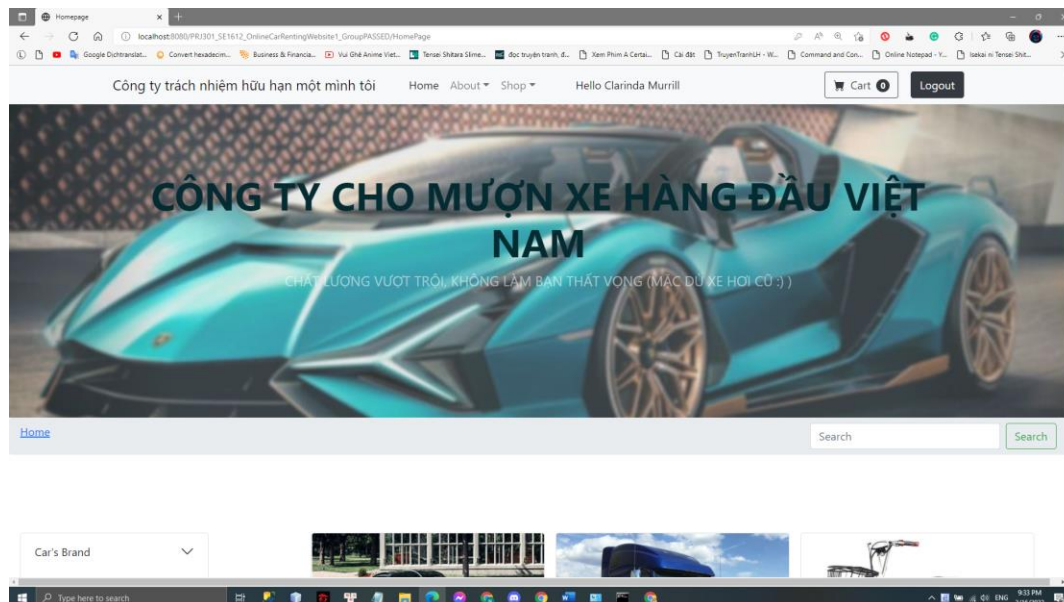 Homepage
localhost:8080/PRJ301_SE1612_OnlineCarRentingWebsite1_GroupPASSED/HomePage
Google Dichtranslat... Convert hexadecim... Business & Financia... Vui Ghê Anime Viet... Tensei Shitara Slime... đọc truyện tranh, đ... Xem Phim A Certai... Cài đặt TruyenTranhLH - W... Command and Con... Online Notepad - Y... Isekai ni Tensei Shit...
Công ty trách nhiệm hữu hạn một mình tôi Home About Shop Hello Clarinda Murrill Cart 0 Logout
CÔNG TY CHO MƯỢN XE HÀNG ĐẦU VIỆT
NAM
CHẤT LƯỢNG VƯỢT TRỘI, KHÔNG LÀM BẠN THẤT VỌNG (MẶC DÙ XE HƠI CŨ :) )
Home Search Search
Car's Brand
Type here to search ENG 9:33 PM